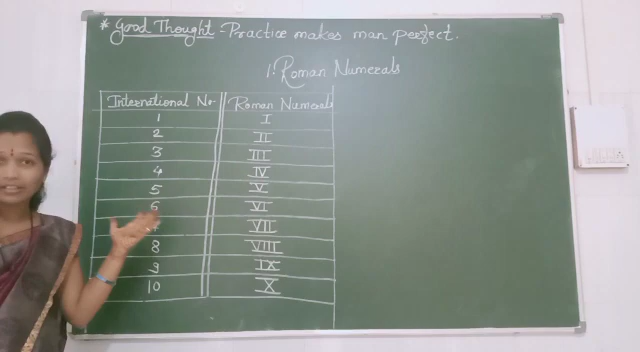 * Good Thought - Practice makes man perfect.
1. Roman Numerals
International No Roman Numerals
1 I
2 II
3 III
4 IV
5 V
6 VI
VII
8 VIII
9 IX
10 X